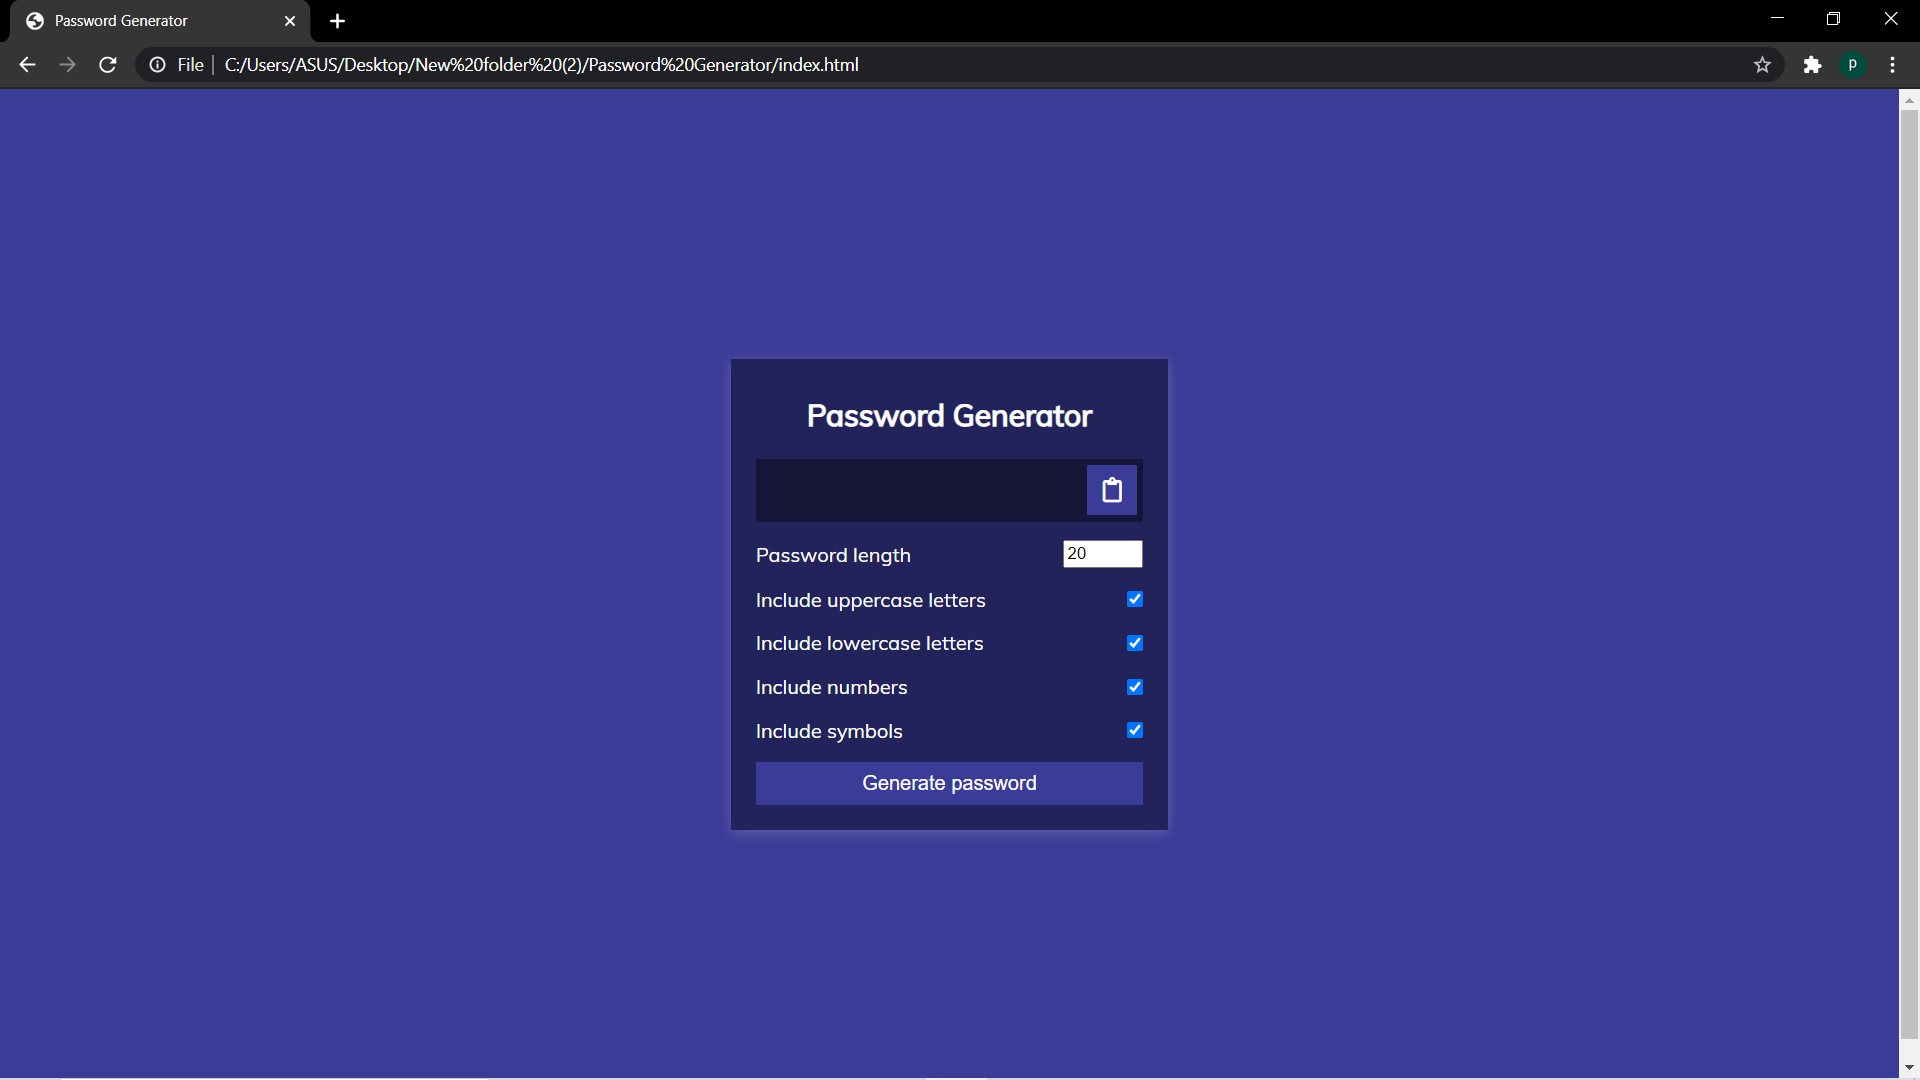 Password Generator
File
C:/Users/ASUS/Desktop/New%20folder%20(2)/Password%20Generator/index.html
p
Password Generator
Password length 20
Include uppercase letters
Include lowercase letters
Include numbers
Include symbols
Generate password